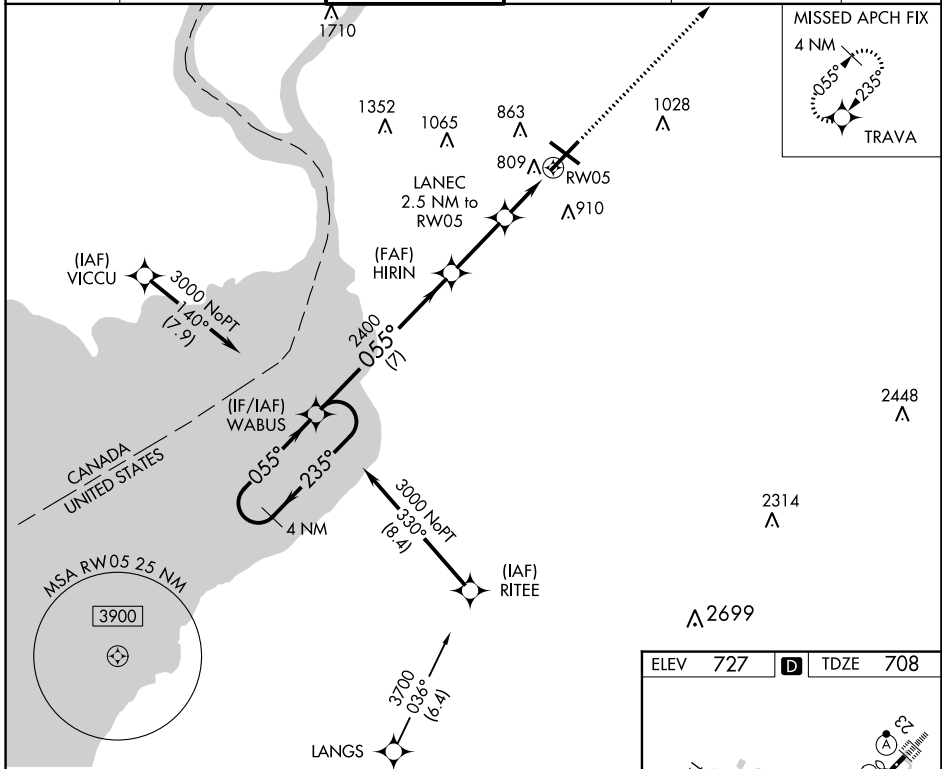 1710
MISSED APCH FIX
4 NM
055°
235°
TRAVA
1352
1065
863
1028
809
RW05
LANEC
2.5 NM to
RW05
910
(FAF)
HIRIN
(IAF)
VICCU
3000 NoPT
140°
(7.9)
2400
055°
(7)
(IF/IAF)
WABUS
055°
235°
4 NM
2448
CANADA
UNITED STATES
3000 NoPT
330°
(8.4)
2314
(IAF)
RITEE
MSA RW05 25 NM
3900
2699
3700
036°
(6.4)
LANGS
ELEV 727 D TDZE 708
23
A